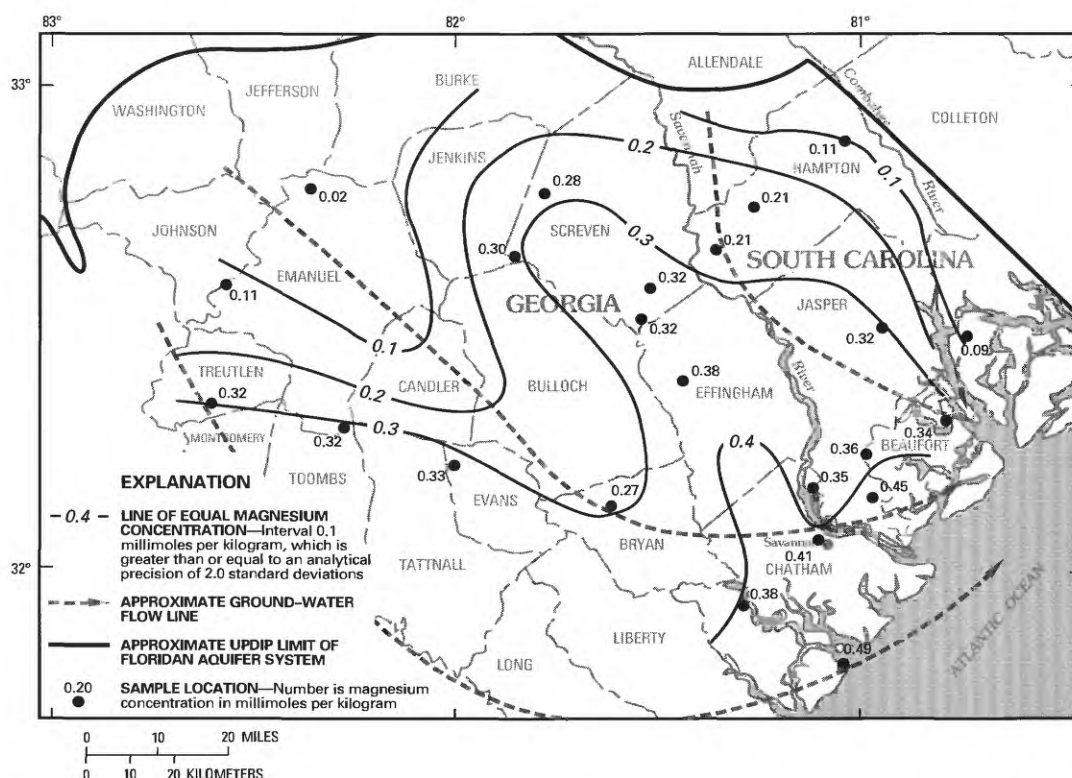 83°
82°
81°
33°
ALLENDALE
BURKE
JEFFERSON
WASHINGTON
Combahee
COLLETON
Savannah
JENKINS
0.2
0.11
HAMPTON
0.1
0.28
0.02
0.21
River
JOHNSON
SCREVEN
0.3
0.21
0.30
SOUTH CAROLINA
EMANUEL
0.32
0.11
GEORGIA
JASPER
0.32
0.32
0.1
0.09
TREUTLEN
CANDLER
BULLOCH
0.38
EFFINGHAM
River
0.2
0.32
0.34
MONTGOMERY
0.3
0.4
BEAUFORT
0.32
0.36
0.33
0.35
TOOMBS
EVANS
0.45
0.27
BRYAN
Savannah
0.41
32°
TATTNALL
CHATHAM
0.38
LIBERTY
LONG
0.49
ATLANTIC OCEAN
EXPLANATION
0.4
LINE OF EQUAL MAGNESIUM
CONCENTRATION—Interval 0.1
millimoles per kilogram, which is
greater than or equal to an analytical
precision of 2.0 standard deviations
APPROXIMATE GROUND-WATER
FLOW LINE
APPROXIMATE UPDIP LIMIT OF
FLORIDAN AQUIFER SYSTEM
0.20
SAMPLE LOCATION—Number is magnesium
concentration in millimoles per kilogram
0 10 20 MILES
0 10 20 KILOMETERS